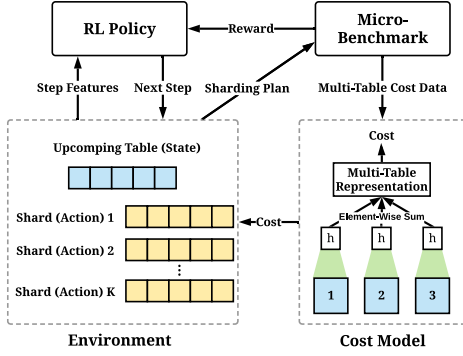 RL Policy
Micro-
Benchmark
Reward
Step Features
Next Step
Sharding Plan
Multi-Table Cost Data
Upcomping Table (State)
Shard (Action) 1
Shard (Action) 2
⋮
Shard (Action) K
Cost
Cost
Multi-Table
Representation
Element-Wise Sum
h
h
h
1
2
3
Environment
Cost Model